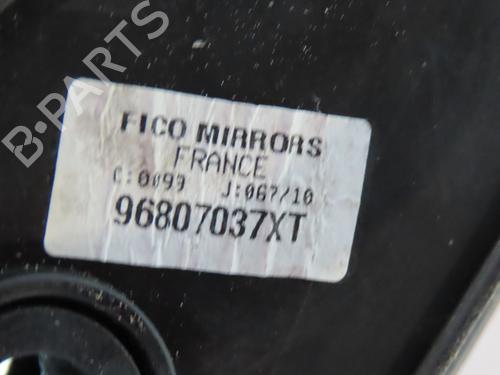 B-PARTS
FICO MIRRORS
FRANCE
C:0099 J:067/10
96807037XT